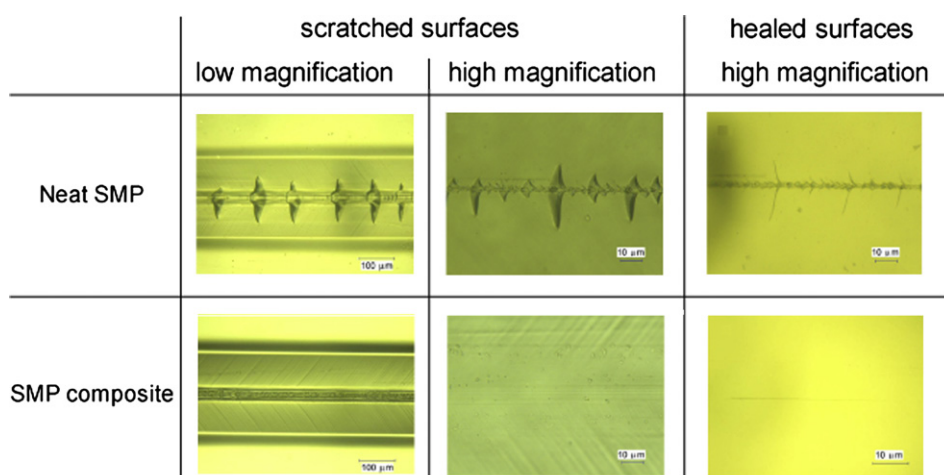 scratched surfaces
healed surfaces
low magnification
high magnification
high magnification
Neat SMP
100 µm
10 µm
10 µm
SMP composite
100 µm
10 µm
10 µm